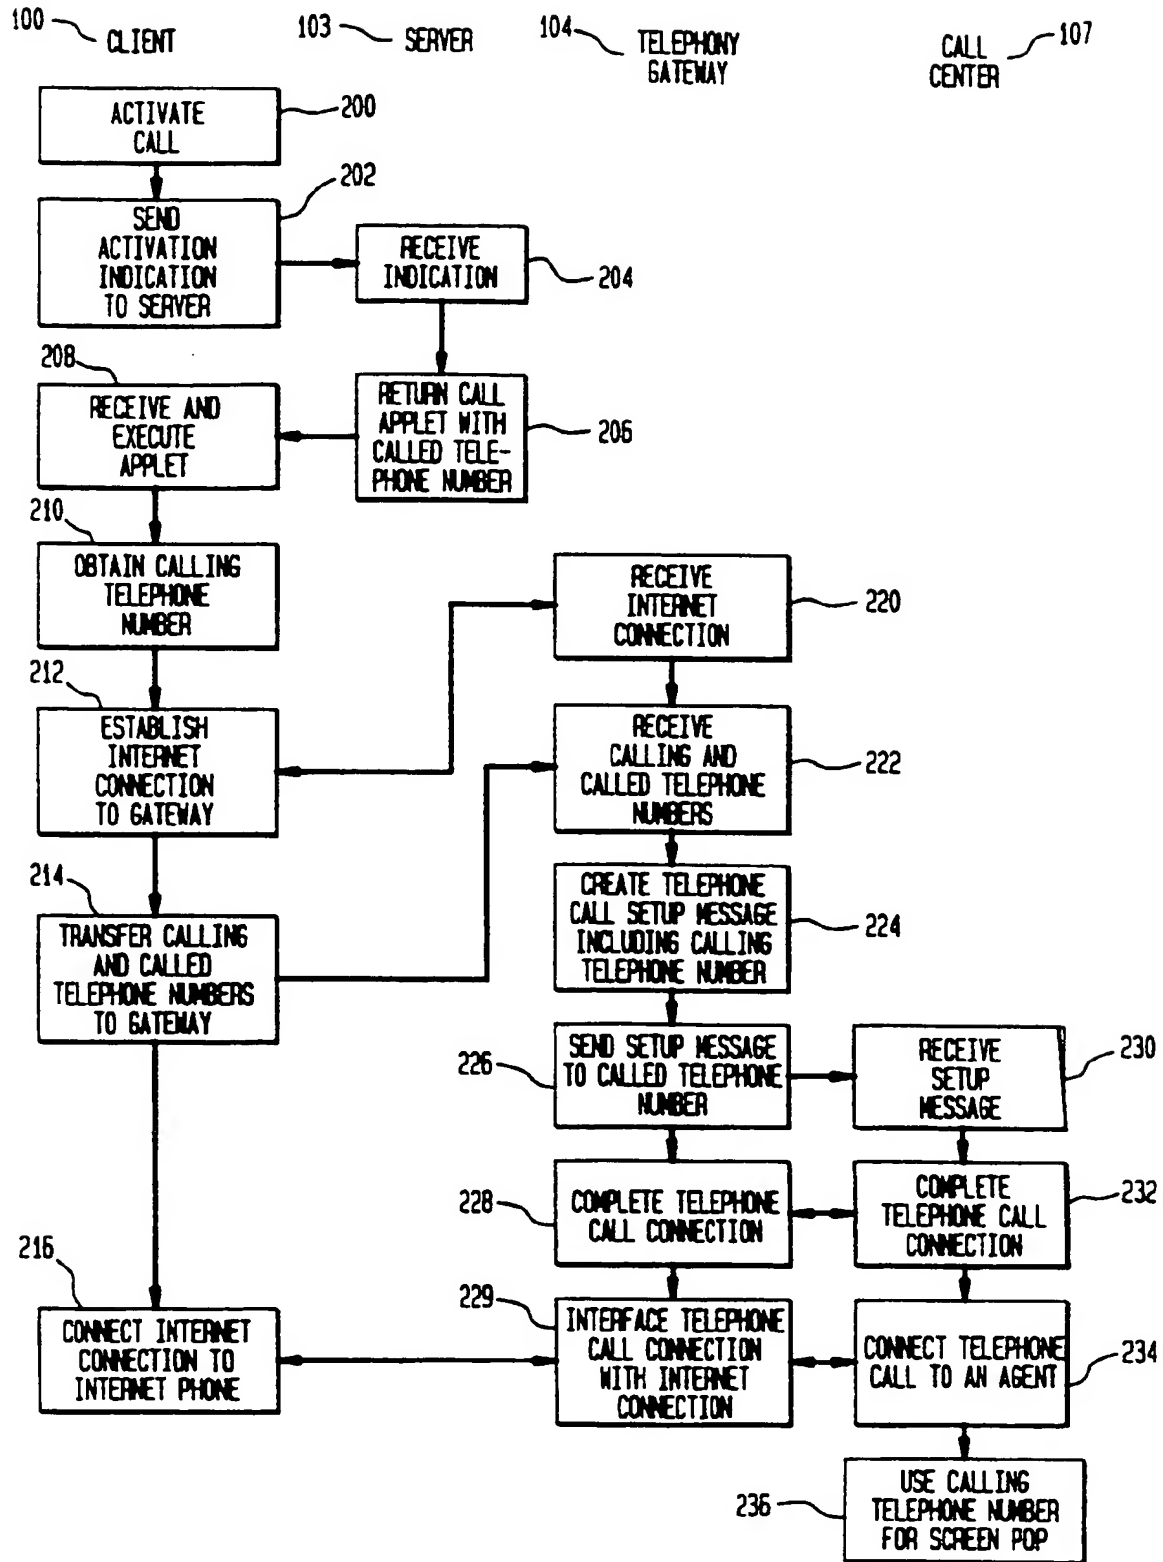 100
CLIENT
103
SERVER
104
TELEPHONY
GATEWAY
CALL
CENTER
107
ACTIVATE
CALL
200
SEND
ACTIVATION
INDICATION
TO SERVER
202
RECEIVE
INDICATION
204
208
RECEIVE AND
EXECUTE
APPLET
RETURN CALL
APPLET WITH
CALLED TELE-
PHONE NUMBER
206
210
OBTAIN CALLING
TELEPHONE
NUMBER
RECEIVE
INTERNET
CONNECTION
220
212
ESTABLISH
INTERNET
CONNECTION
TO GATEWAY
RECEIVE
CALLING AND
CALLED TELEPHONE
NUMBERS
222
214
TRANSFER CALLING
AND CALLED
TELEPHONE NUMBERS
TO GATEWAY
CREATE TELEPHONE
CALL SETUP MESSAGE
INCLUDING CALLING
TELEPHONE NUMBER
224
226
SEND SETUP MESSAGE
TO CALLED TELEPHONE
NUMBER
RECEIVE
SETUP
MESSAGE
230
228
COMPLETE TELEPHONE
CALL CONNECTION
COMPLETE
TELEPHONE CALL
CONNECTION
232
216
CONNECT INTERNET
CONNECTION TO
INTERNET PHONE
229
INTERFACE TELEPHONE
CALL CONNECTION
WITH INTERNET
CONNECTION
CONNECT TELEPHONE
CALL TO AN AGENT
234
236
USE CALLING
TELEPHONE NUMBER
FOR SCREEN POP